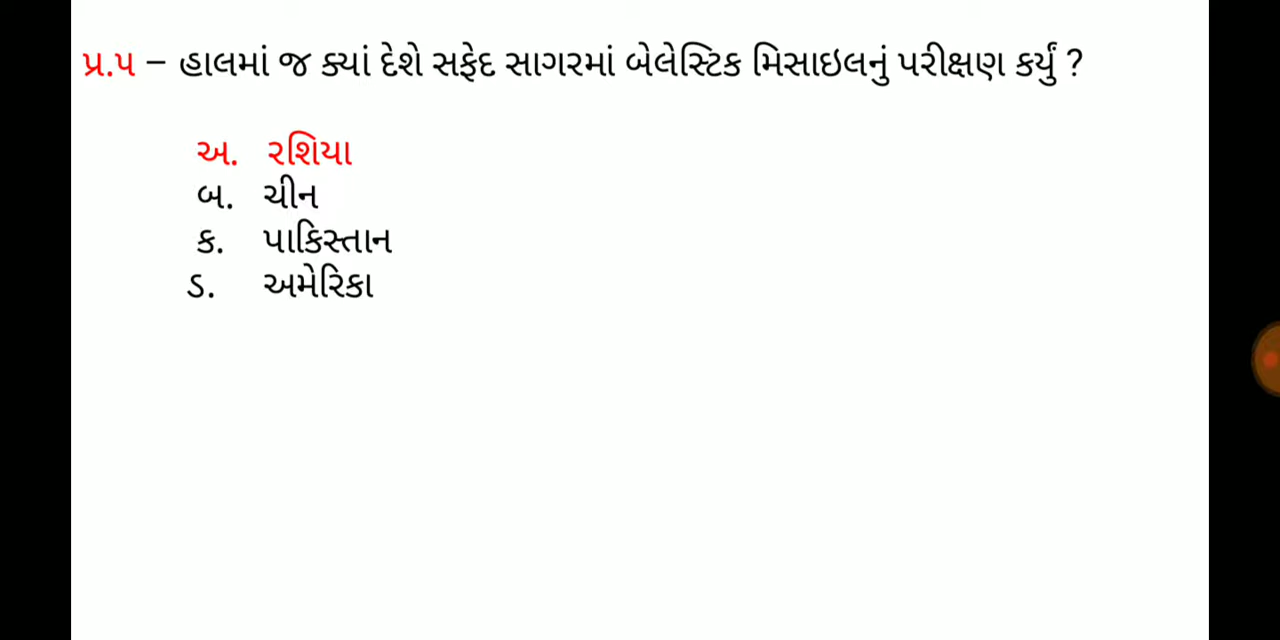 પ્ર.૫ – હાલમાં જ ક્યાં દેશે સફેદ સાગરમાં બેલેસ્ટિક મિસાઇલનું પરીક્ષણ કર્યું ?
અ. રશિયા
બ. ચીન
ક. પાકિસ્તાન
ડ. અમેરિકા